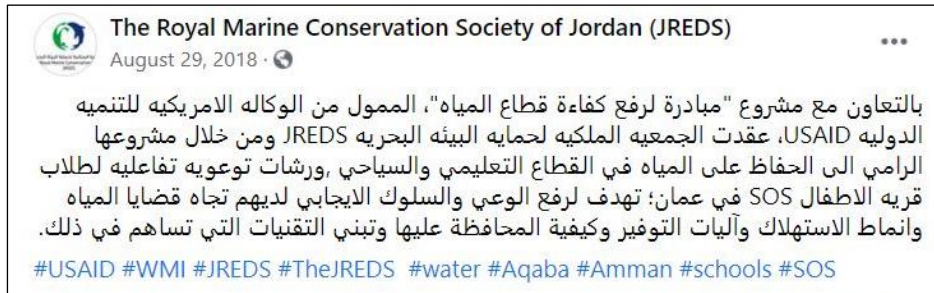 The Royal Marine Conservation Society of Jordan (JREDS)
August 29, 2018 ·
بالتعاون مع مشروع "مبادرة لرفع كفاءة قطاع المياه"، الممول من الوكاله الامريكيه للتنميه
الدوليه USAID، عقدت الجمعيه الملكيه لحمايه البيئه البحريه JREDS ومن خلال مشروعها
الرامي الى الحفاظ على المياه في القطاع التعليمي والسياحي ,ورشات توعويه تفاعليه لطلاب
قريه الاطفال SOS في عمان؛ تهدف لرفع الوعي والسلوك الايجابي لديهم تجاه قضايا المياه
وانماط الاستهلاك وآليات التوفير وكيفية المحافظة عليها وتبني التقنيات التي تساهم في ذلك.
#USAID #WMI #JREDS #TheJREDS #water #Aqaba #Amman #schools #SOS